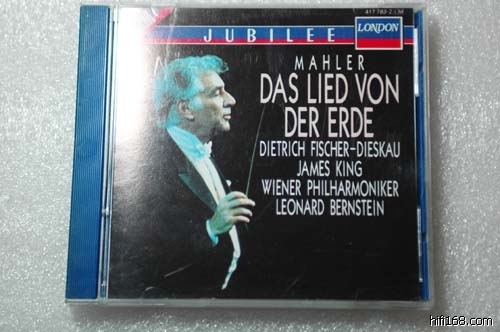 417 783-2 LM
JUBILEE
LONDON
MAHLER
DAS LIED VON
DER ERDE
DIETRICH FISCHER-DIESKAU
JAMES KING
WIENER PHILHARMONIKER
LEONARD BERNSTEIN
hifi168.com